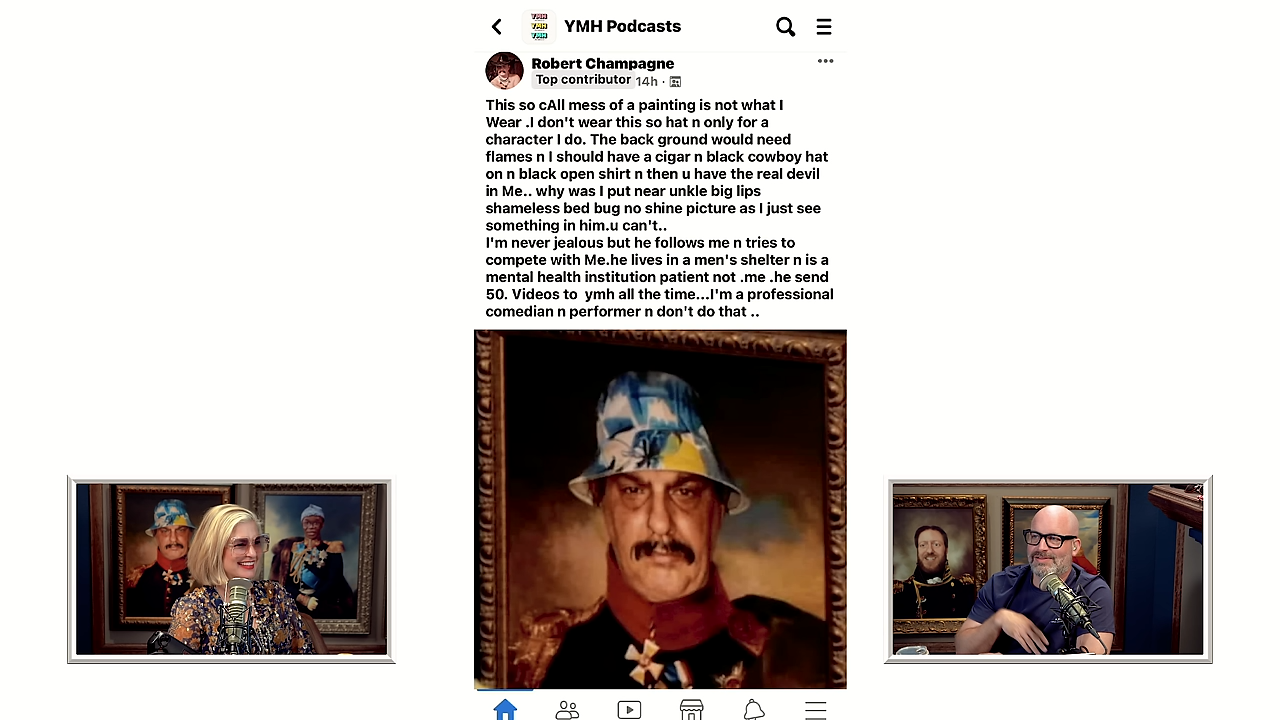 YMH
YMH
YMH
YMH Podcasts
Robert Champagne
Top contributor 14h ·
This so cAll mess of a painting is not what I
Wear .I don't wear this so hat n only for a
character I do. The back ground would need
flames n I should have a cigar n black cowboy hat
on n black open shirt n then u have the real devil
in Me.. why was I put near unkle big lips
shameless bed bug no shine picture as I just see
something in him.u can't..
I'm never jealous but he follows me n tries to
compete with Me.he lives in a men's shelter n is a
mental health institution patient not .me .he send
50. Videos to ymh all the time...I'm a professional
comedian n performer n don't do that ..